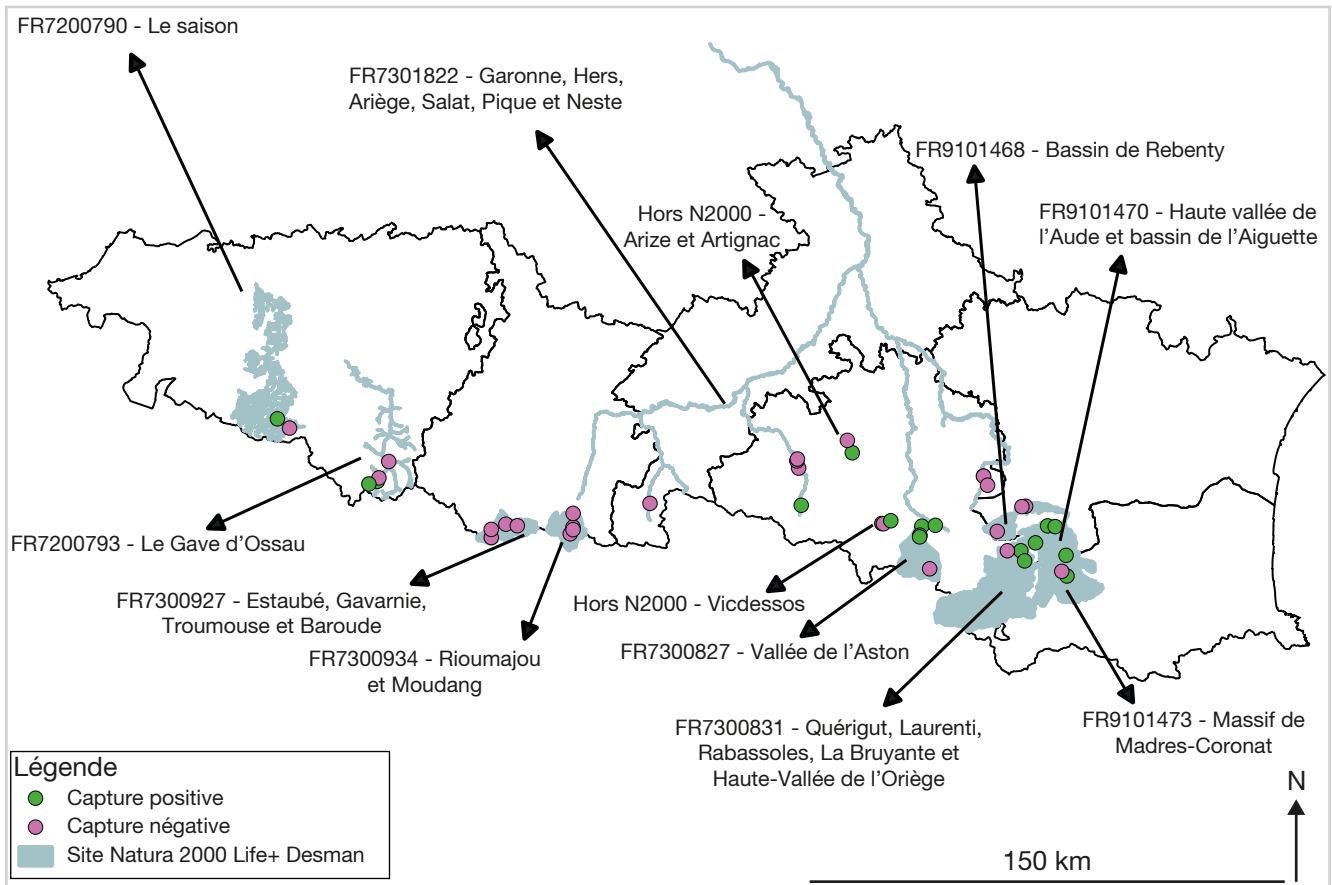 FR7200790 - Le saison
FR7301822 - Garonne, Hers,
Ariège, Salat, Pique et Neste
FR9101468 - Bassin de Rebenty
Hors N2000 -
Arize et Artignac
FR9101470 - Haute vallée de
l’Aude et bassin de l’Aiguette
FR7200793 - Le Gave d’Ossau
FR7300927 - Estaubé, Gavarnie,
Troumouse et Baroude
Hors N2000 - Vicdessos
FR7300934 - Rioumajou
et Moudang
FR7300827 - Vallée de l’Aston
FR7300831 - Quérigut, Laurenti,
Rabassoles, La Bruyante et
Haute-Vallée de l’Oriège
FR9101473 - Massif de
Madres-Coronat
Légende
Capture positive
Capture négative
Site Natura 2000 Life+ Desman
N
150 km